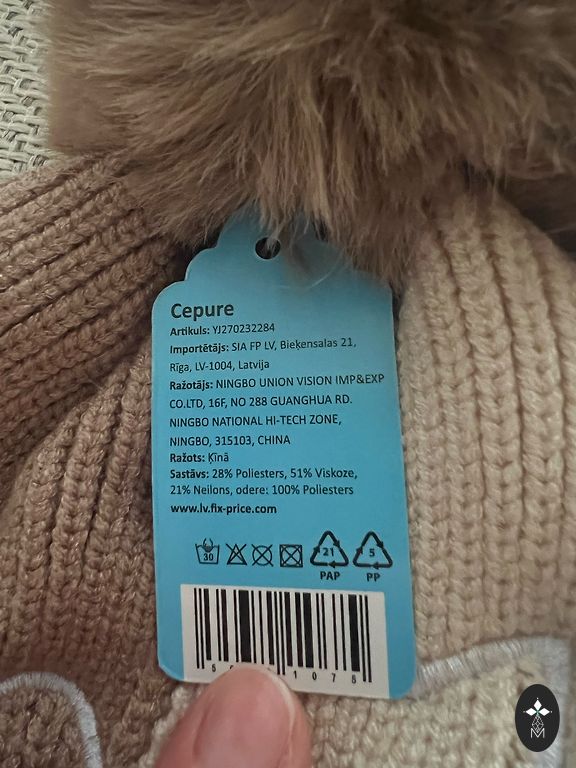 Cepure
Artikuls: YJ270232284
Importētājs: SIA FP LV, Bieķensalas 21,
Rīga, LV-1004, Latvija
Ražotājs: NINGBO UNION VISION IMP&EXP
CO.LTD, 16F, NO 288 GUANGHUA RD.
NINGBO NATIONAL HI-TECH ZONE,
NINGBO, 315103, CHINA
Ražots: Ķīnā
Sastāvs: 28% Poliesters, 51% Viskoze,
21% Neilons, odere: 100% Poliesters
www.lv.fix-price.com
30
21
5
PAP
PP
1075